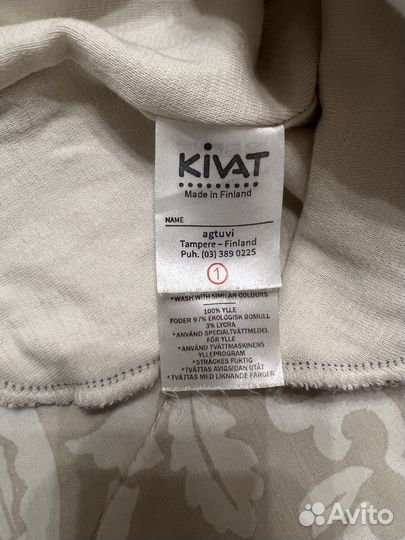 KiVAT
Made in Finland
NAME
agtuvi
Tampere – Finland
Puh. (03) 389 0225
1
*WASH WITH SIMILAR COLOURS
100% YLLE
FODER 97% EKOLOGISK BOMULL
3% LYCRA
*ANVÄND SPECIALTVÄTTMEDEL
FÖR YLLE
*ANVÄND TVÄTTMASKINENS
YLLEPROGRAM
*STRÄCKES FUKTIG
*TVÄTTAS AVIGSIDAN UTÅT
*TVÄTTAS MED LIKNANDE FÄRGER
Avito